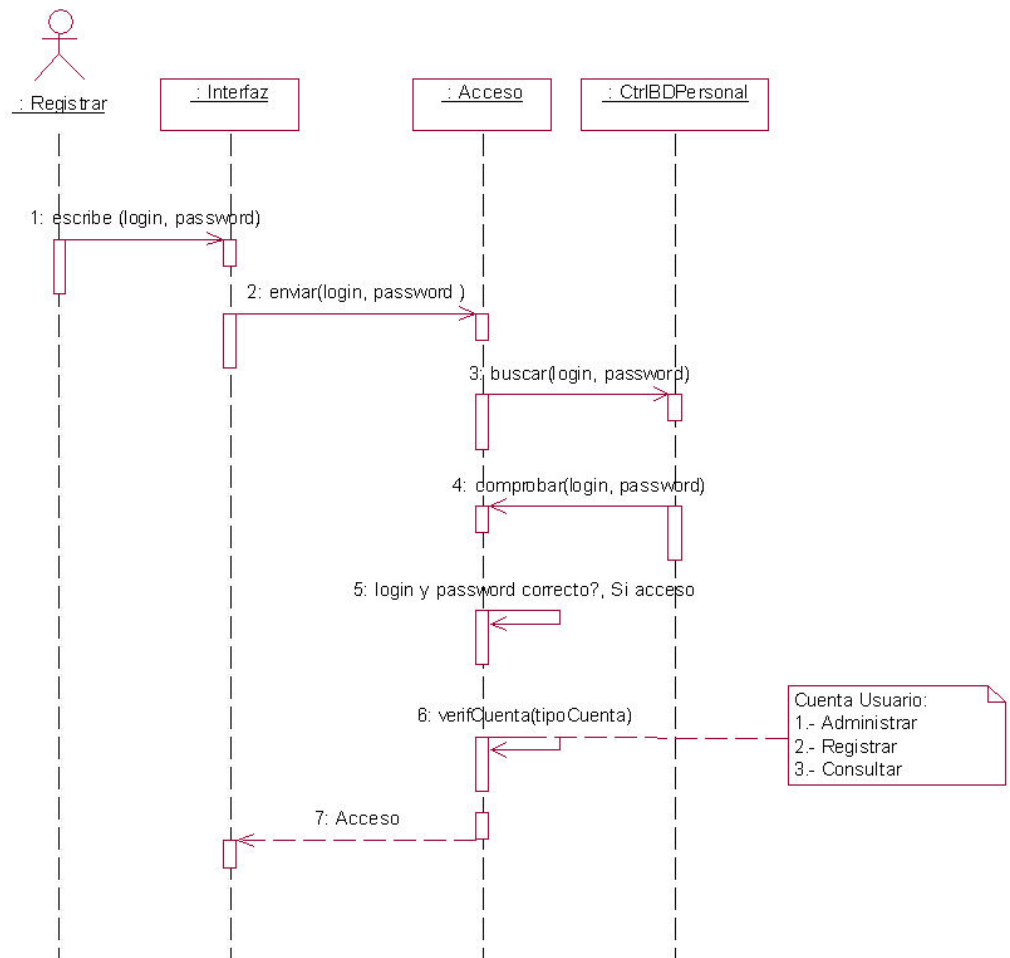 : Registrar
: Interfaz
: Acceso
: CtrlBDPersonal
1: escribe (login, password)
2: enviar(login, password )
3: buscar(login, password)
4: comprobar(login, password)
5: login y password correcto?, Si acceso
6: verifCuenta(tipoCuenta)
Cuenta Usuario:
1.- Administrar
2.- Registrar
3.- Consultar
7: Acceso